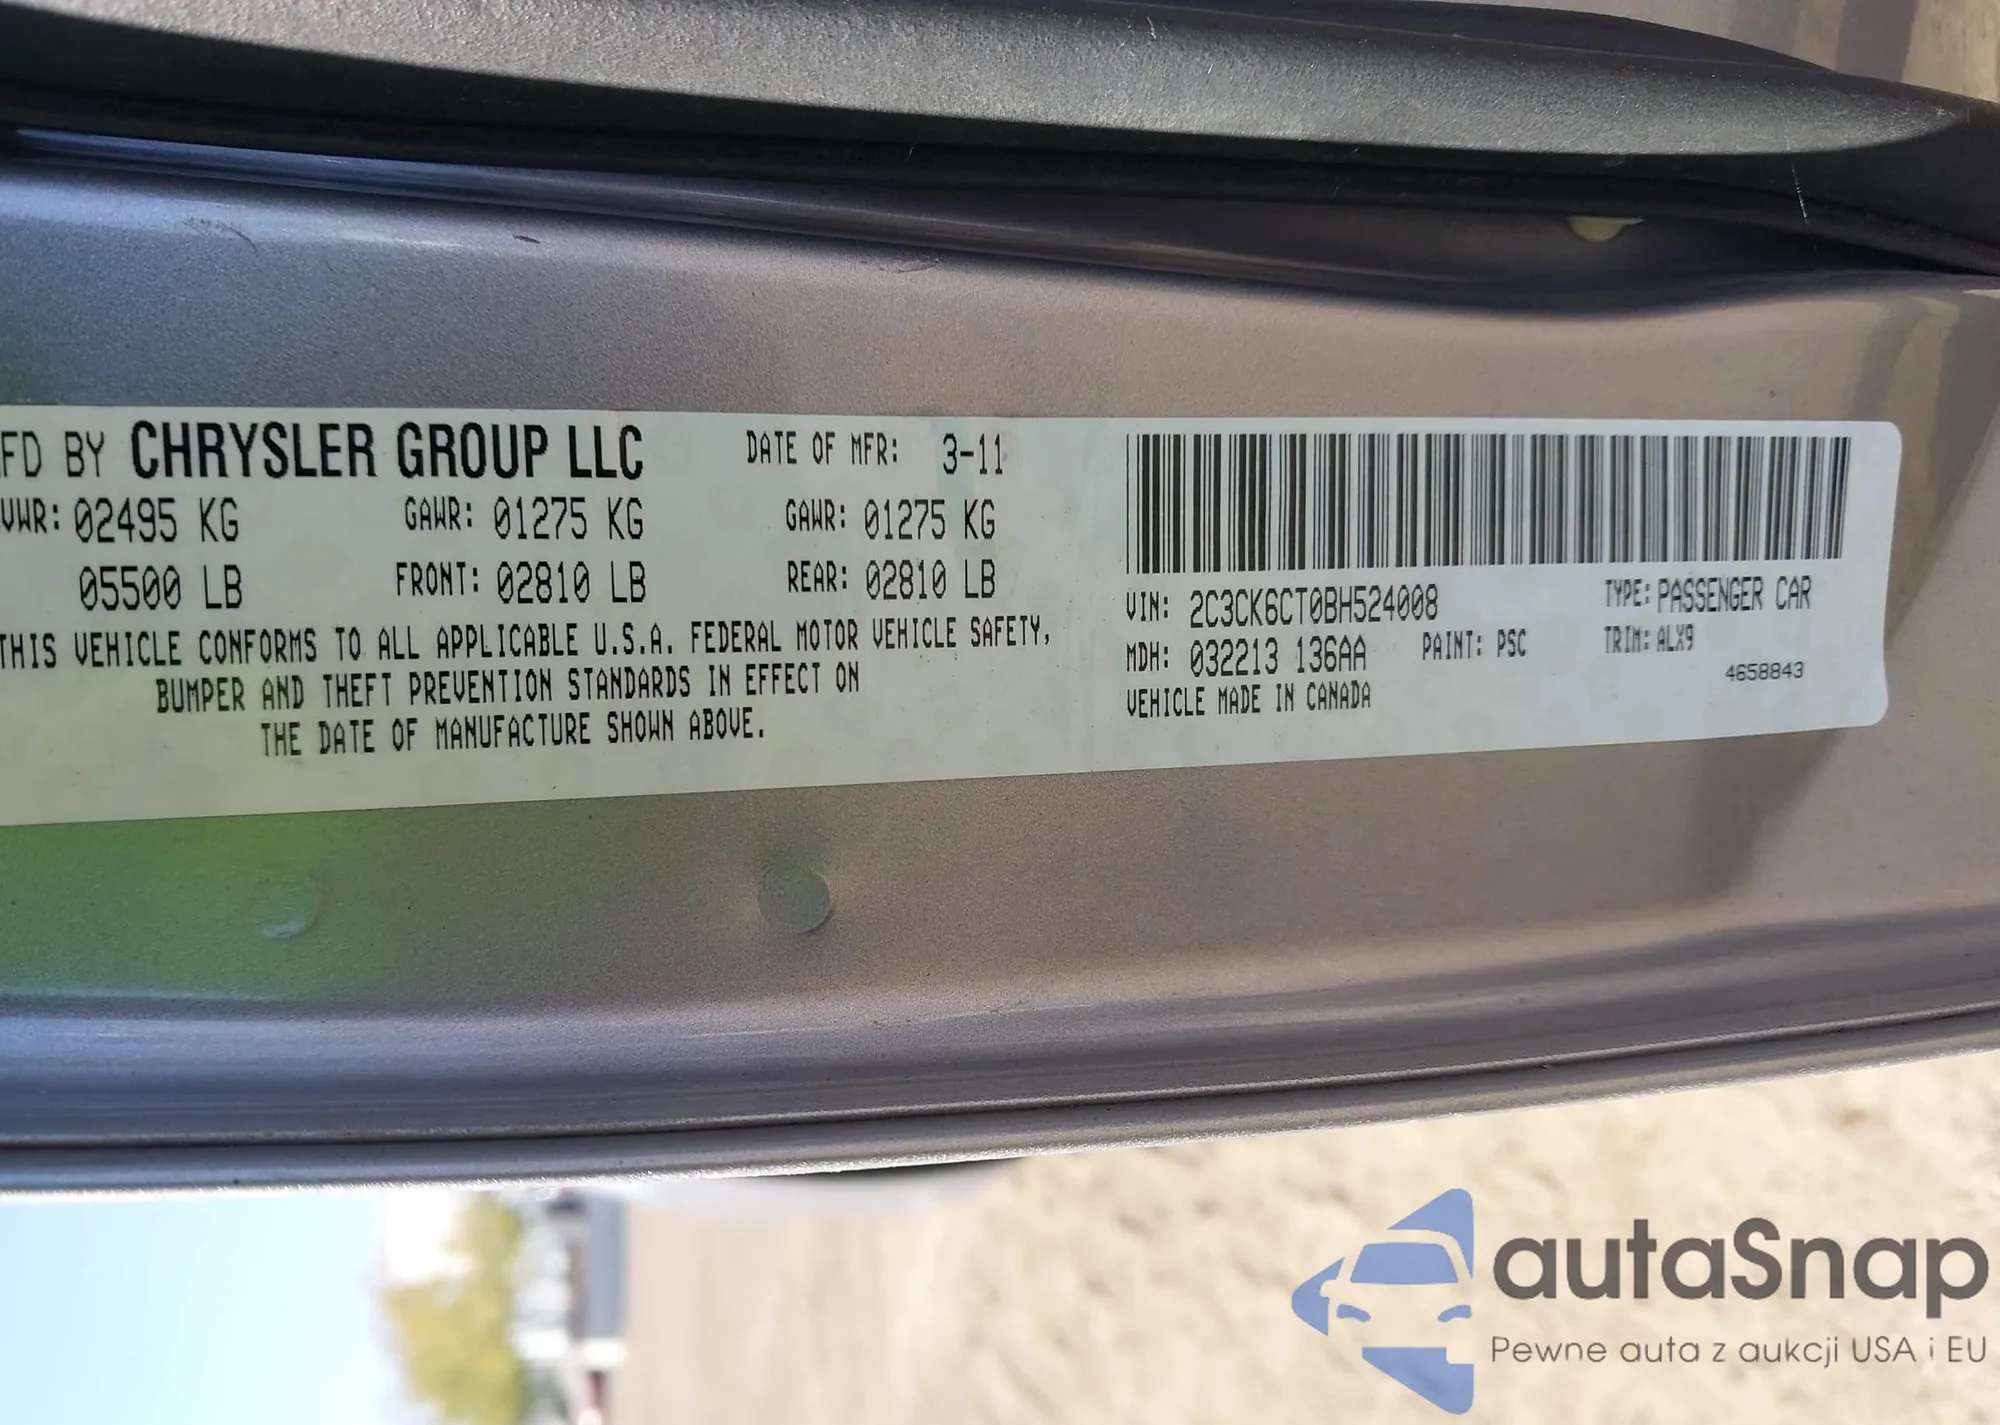 FD BY CHRYSLER GROUP LLC DATE OF MFR: 3-11
VWR: 02495 KG GAWR: 01275 KG GAWR: 01275 KG
05500 LB FRONT: 02810 LB REAR: 02810 LB
THIS VEHICLE CONFORMS TO ALL APPLICABLE U.S.A. FEDERAL MOTOR VEHICLE SAFETY,
BUMPER AND THEFT PREVENTION STANDARDS IN EFFECT ON
THE DATE OF MANUFACTURE SHOWN ABOVE.
VIN: 2C3CK6CT0BH524008 TYPE: PASSENGER CAR
MDH: 032213 136AA PAINT: PSC TRIM: ALX9
VEHICLE MADE IN CANADA 4658843
autaSnap
Pewne auta z aukcji USA i EU